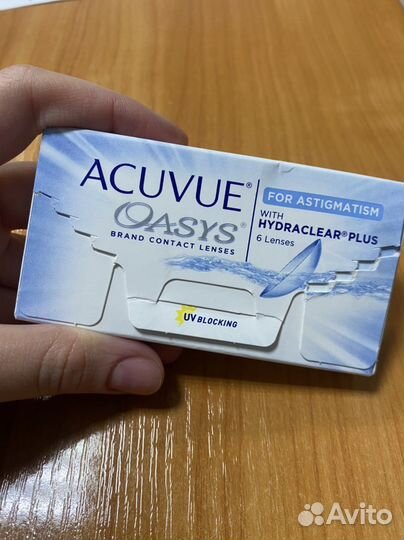 ACUVUE®
OASYS®
BRAND CONTACT LENSES
FOR ASTIGMATISM
WITH
HYDRACLEAR® PLUS
6 Lenses
UV BLOCKING
Avito